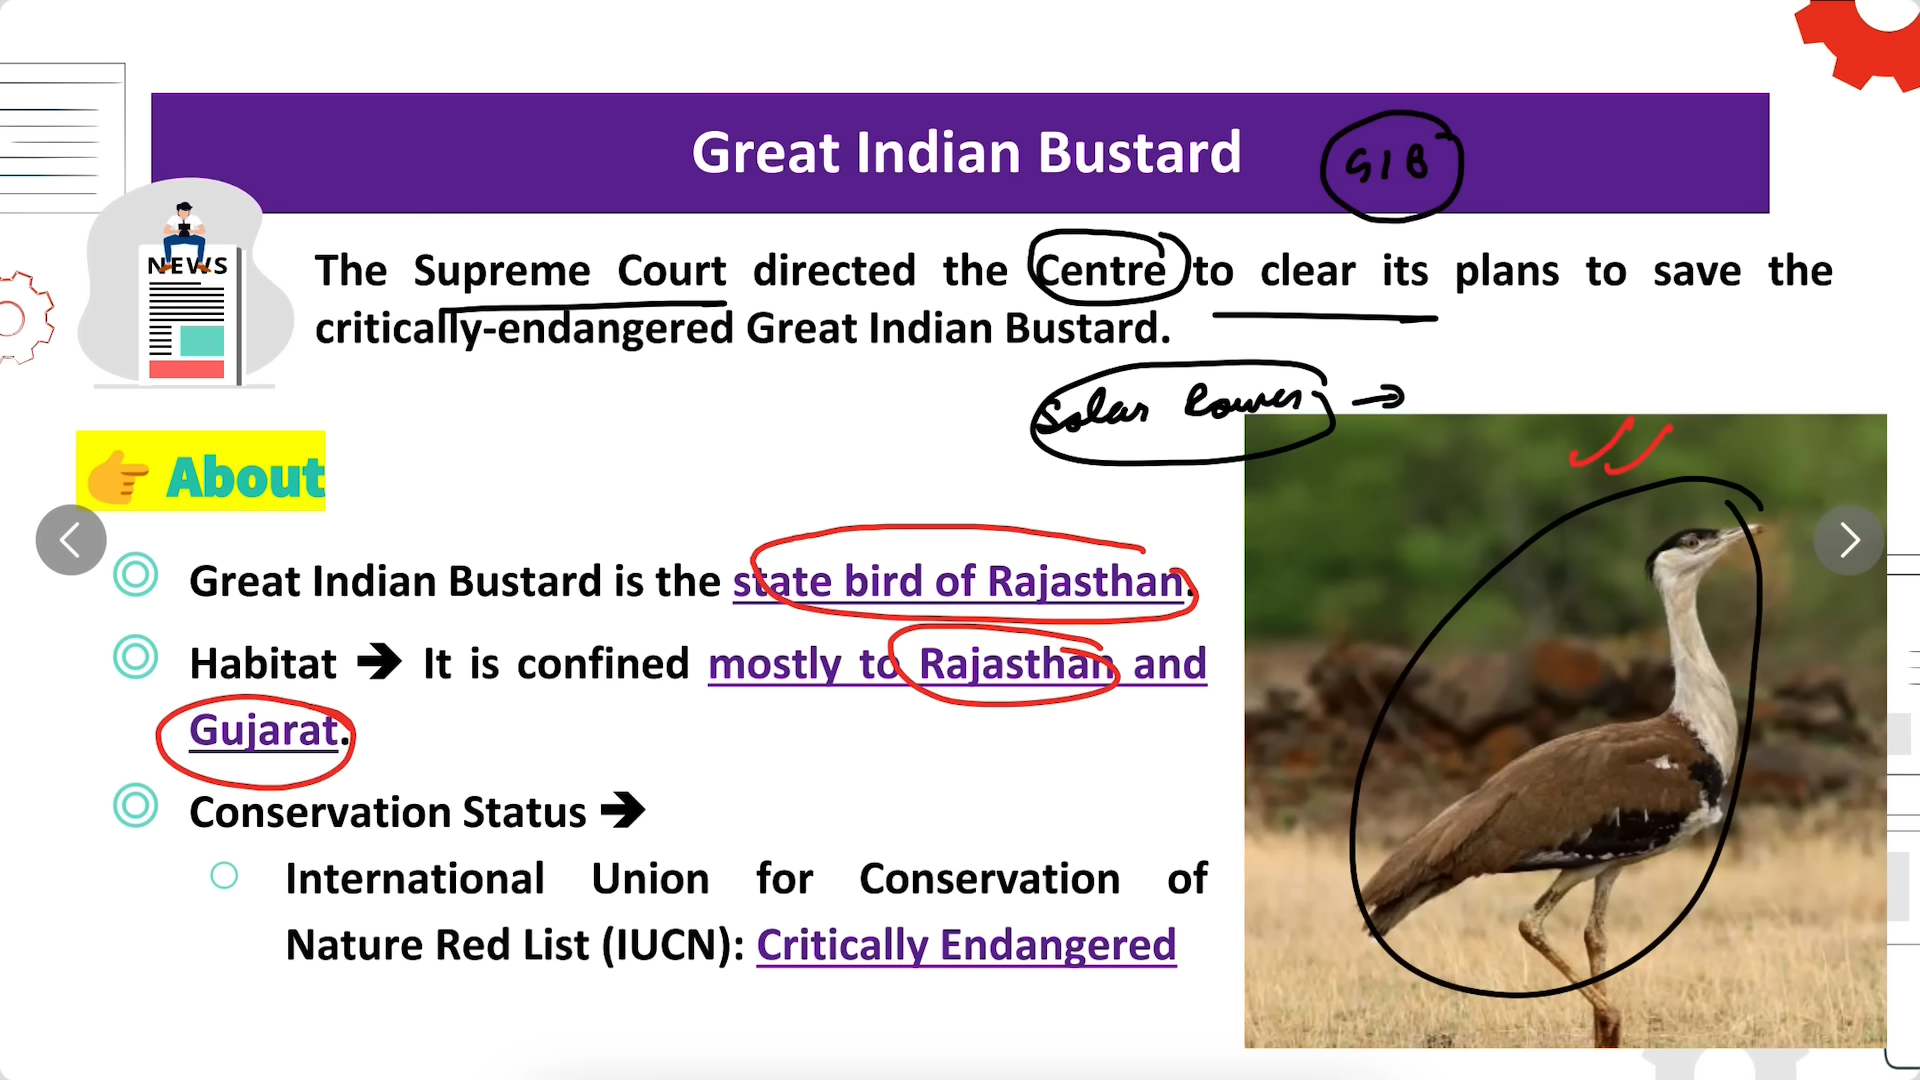 Great Indian Bustard
GIB
NEWS
The Supreme Court directed the Centre to clear its plans to save the
critically-endangered Great Indian Bustard.
Solar Power →
👉 About
Great Indian Bustard is the state bird of Rajasthan.
Habitat ➔ It is confined mostly to Rajasthan and
Gujarat.
Conservation Status ➔
International Union for Conservation of
Nature Red List (IUCN): Critically Endangered